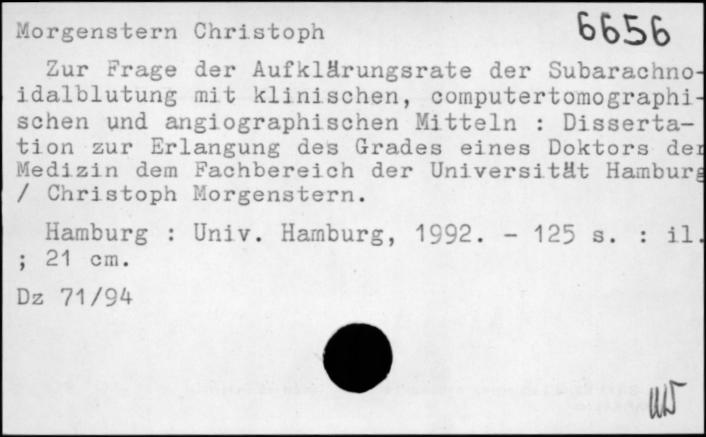 Morgenstern Christoph 6656
Zur Frage der Aufklärungsrate der Subarachno-
idalblutung mit klinischen, computertomographi-
schen und angiographischen Mitteln : Disserta-
tion zur Erlangung des Grades eines Doktors der
Medizin dem Fachbereich der Universität Hamburg
/ Christoph Morgenstern.
Hamburg : Univ. Hamburg, 1992. - 125 s. : il.
; 21 cm.
Dz 71/94